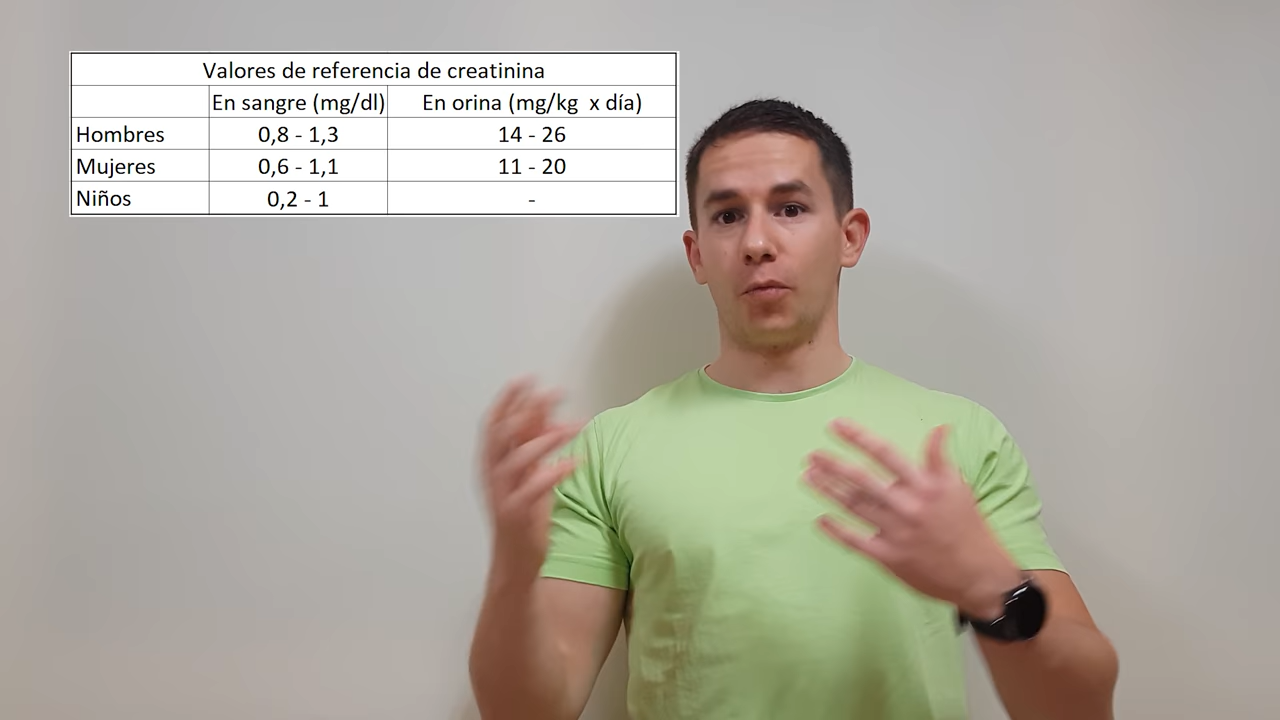 Valores de referencia de creatinina
En sangre (mg/dl) En orina (mg/kg x día)
Hombres 0,8 - 1,3 14 - 26
Mujeres 0,6 - 1,1 11 - 20
Niños 0,2 - 1 -